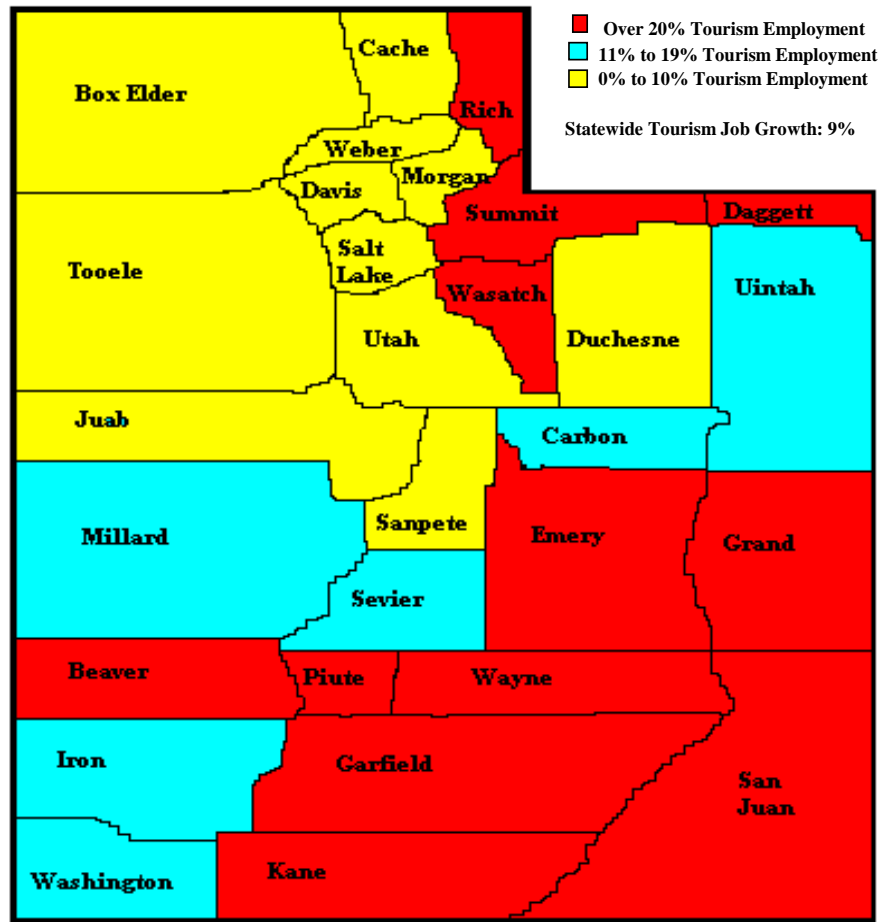 Over 20% Tourism Employment
11% to 19% Tourism Employment
0% to 10% Tourism Employment
Statewide Tourism Job Growth: 9%
Cache
Box Elder
Rich
Weber
Morgan
Davis
Summit
Daggett
Salt
Lake
Tooele
Wasatch
Uintah
Utah
Duchesne
Juab
Carbon
Sanpete
Millard
Emery
Grand
Sevier
Beaver
Piute
Wayne
Iron
Garfield
San
Juan
Kane
Washington